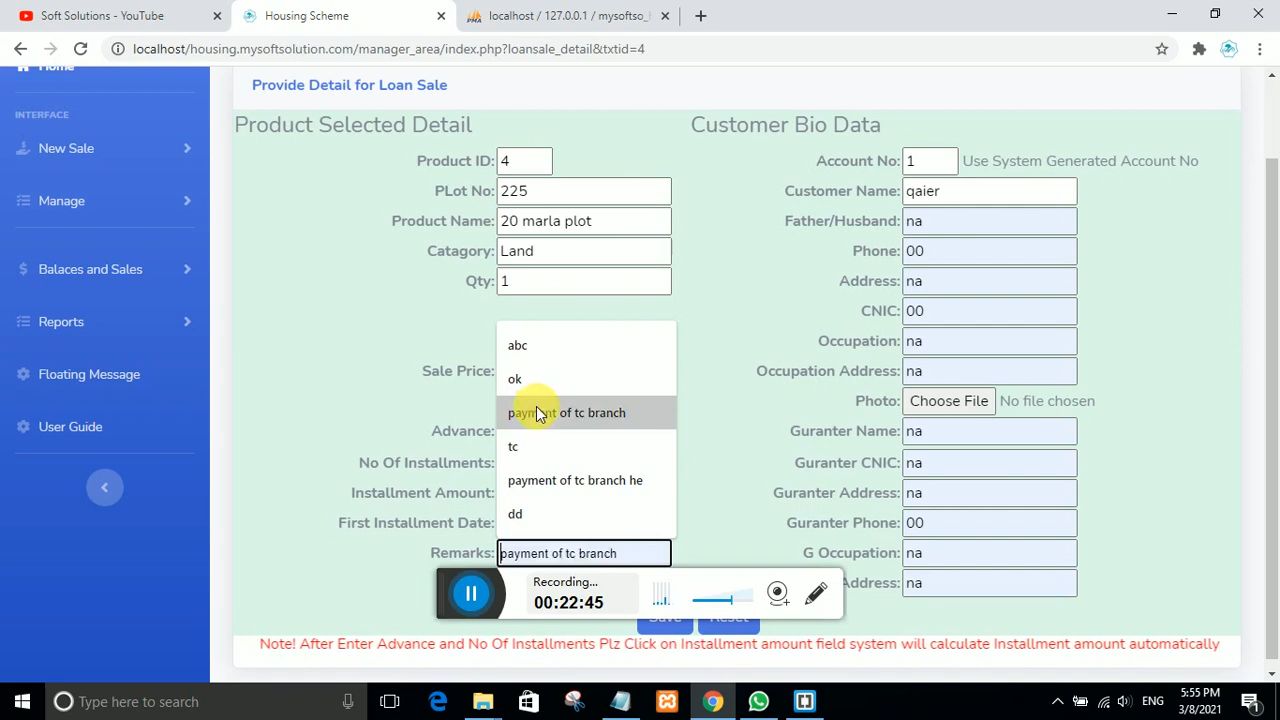 Soft Solutions - YouTube
Housing Scheme
localhost / 127.0.0.1 / mysoftso_
localhost/housing.mysoftsolution.com/manager_area/index.php?loansale_detail&txtid=4
Home
INTERFACE
New Sale
Manage
Balaces and Sales
Reports
Floating Message
User Guide
Provide Detail for Loan Sale
Product Selected Detail
Product ID: 4
PLot No: 225
Product Name: 20 marla plot
Catagory: Land
Qty: 1
Sale Price:
Advance:
No Of Installments:
Installment Amount:
First Installment Date:
Remarks: payment of tc branch
abc
ok
payment of tc branch
tc
payment of tc branch he
dd
Customer Bio Data
Account No: 1 Use System Generated Account No
Customer Name: qaier
Father/Husband: na
Phone: 00
Address: na
CNIC: 00
Occupation: na
Occupation Address: na
Photo: Choose File No file chosen
Guranter Name: na
Guranter CNIC: na
Guranter Address: na
Guranter Phone: 00
G Occupation: na
Address: na
Recording...
00:22:45
Save Reset
Note! After Enter Advance and No Of Installments Plz Click on Installment amount field system will calculate Installment amount automatically
Type here to search
ENG
5:55 PM
3/8/2021
1